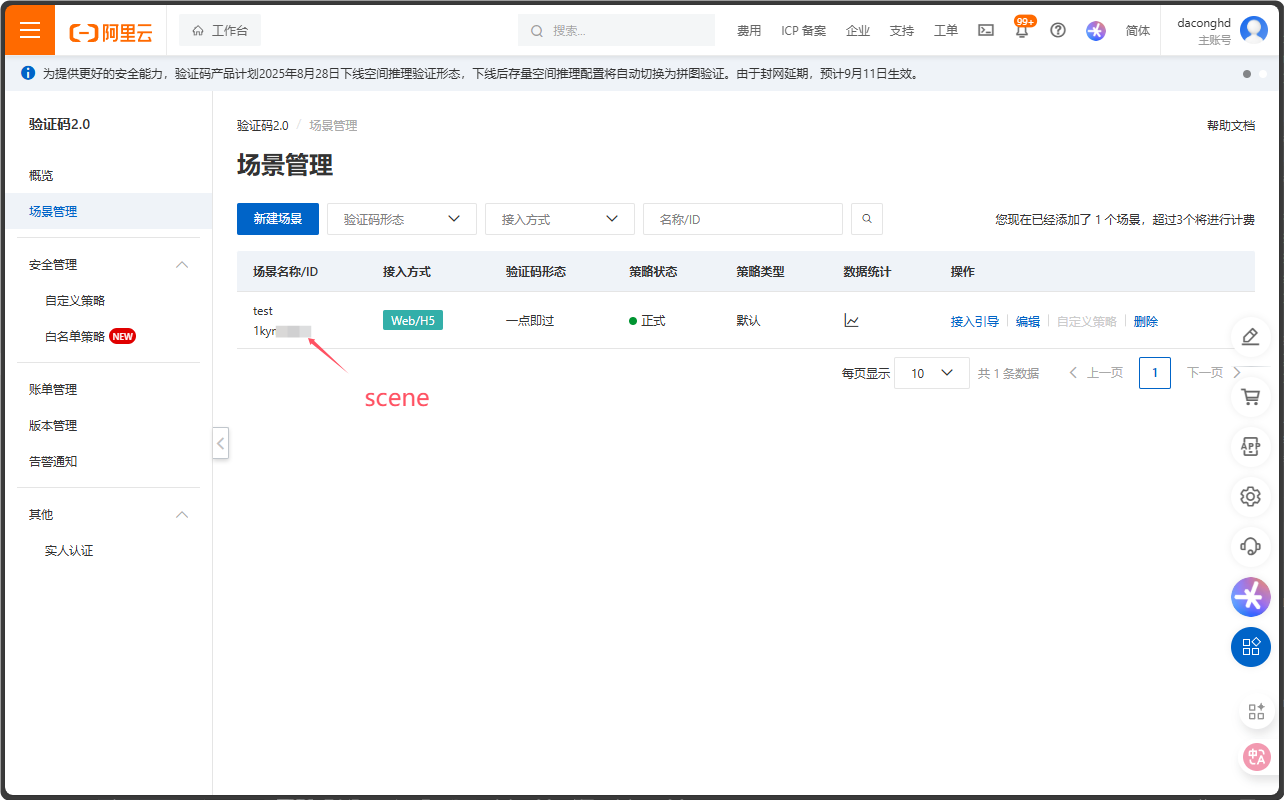 阿里云
工作台
搜索...
费用
ICP 备案
企业
支持
工单
99+
简体
daconghd
主账号
为提供更好的安全能力，验证码产品计划2025年8月28日下线空间推理验证形态，下线后存量空间推理配置将自动切换为拼图验证。由于封网延期，预计9月11日生效。
验证码2.0
概览
场景管理
安全管理
自定义策略
白名单策略 NEW
账单管理
版本管理
告警通知
其他
实人认证
验证码2.0 / 场景管理
帮助文档
场景管理
新建场景
验证码形态
接入方式
名称/ID
您现在已经添加了 1 个场景，超过3个将进行计费
场景名称/ID 接入方式 验证码形态 策略状态 策略类型 数据统计 操作
test
1kyr
Web/H5
一点即过
正式
默认
接入引导 编辑 自定义策略 删除
scene
每页显示 10 共 1 条数据 上一页 1 下一页
APP
中A